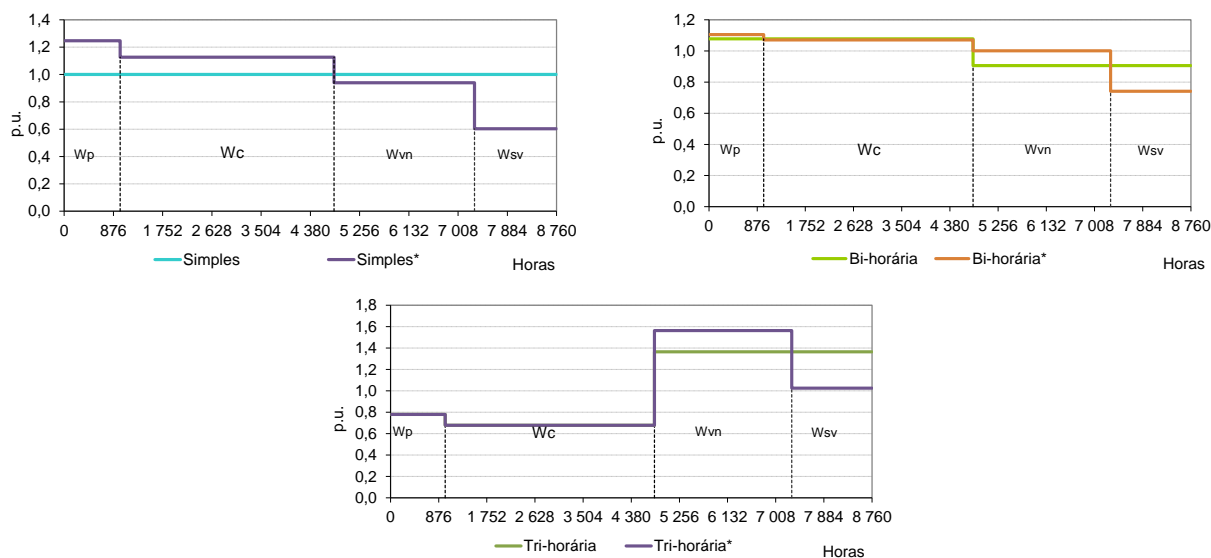 1,4
1,2
1,0
0,8
0,6
0,4
0,2
0,0
p.u.
Wp Wc Wvn Wsv
0 876 1 752 2 628 3 504 4 380 5 256 6 132 7 008 7 884 8 760
Simples Simples* Horas
1,2
1,0
0,8
0,6
0,4
0,2
0,0
p.u.
Wp Wc Wvn Wsv
0 876 1 752 2 628 3 504 4 380 5 256 6 132 7 008 7 884 8 760
Bi-horária Bi-horária* Horas
1,8
1,6
1,4
1,2
1,0
0,8
0,6
0,4
0,2
0,0
p.u.
Wp Wc Wvn Wsv
0 876 1 752 2 628 3 504 4 380 5 256 6 132 7 008 7 884 8 760
Tri-horária Tri-horária* Horas